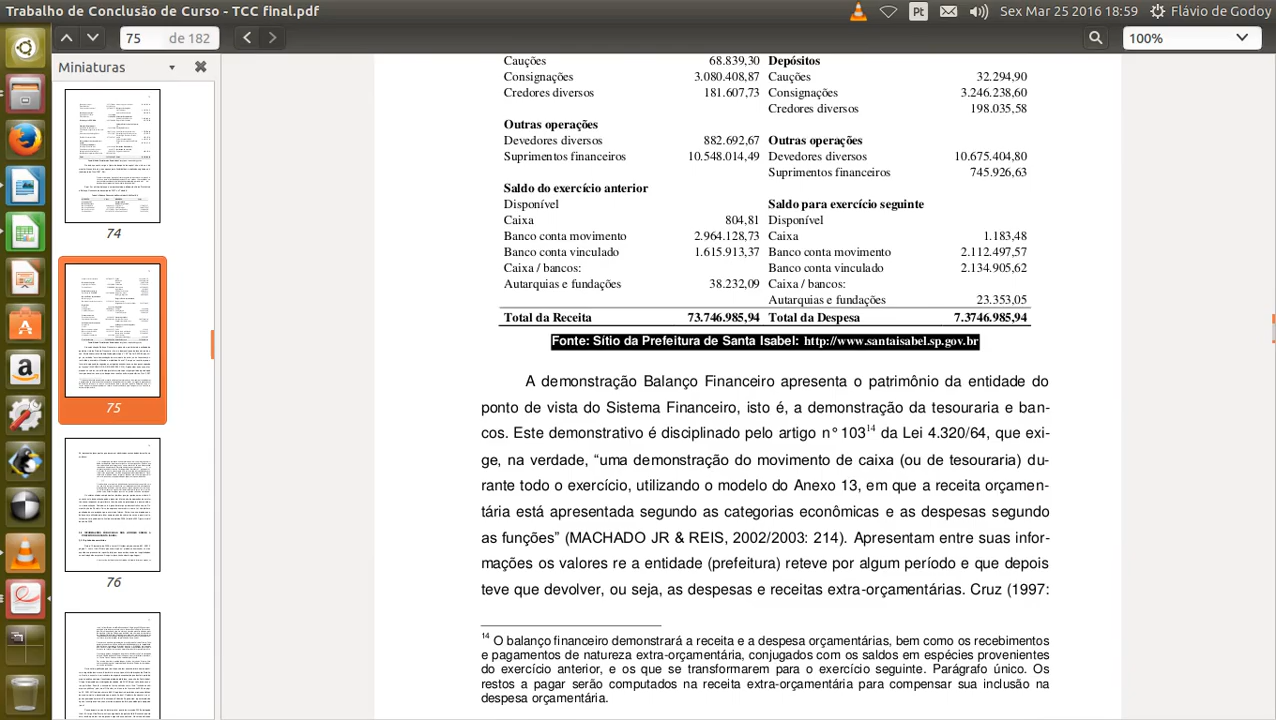 Trabalho de Conclusão de Curso - TCC final.pdf
Pt
Sex Mar 25 2016 18:59
Flávio de Godoy
75
de 182
100%
Miniaturas
74
75
76
Cauções 68.839,30 Depósitos
Consignações 3.080.408,87 Cauções 32.294,90
Credores diversos 181.607,73 Consignações 3.246.238,60
Credores diversos
Outras operações
Devedores diversos 882.692,67 Outras operações
Suprimentos financeiros 10.548.014,49 Devedores diversos
Suprimentos financeiros 745.926,63
Saldo do exercício anterior
Disponível Saldo para exercício seguinte
Caixa 804,81 Disponível
Banco conta movimento 2.964.128,73 Caixa 1.183,48
Banco conta vinculado 1.615.913,37 Banco conta movimento 2.112.497,57
Caixa / bancos: Banco conta vinculado 2.134.905,62
Autarquias e fundações 28.232,09 Caixa / bancos:
Autarquias e fundações
Total da Receita 73.746.985,94 Total da Despesa 73.746.985,94
Fonte: Sítio da Prefeitura de Santa Isabel: http://www.santaisabel.sp.gov.br
A demonstração Balanço Financeiro apresenta o patrimônio da entidade do
ponto de vista do Sistema Financeiro, isto é, a demonstração da tesouraria e ban-
cos. Este demonstrativo é disciplinado pelo artigo n° 103¹⁴ da Lei 4.320/64, que exi-
ge, na verdade, “uma demonstração do movimento de caixa (ou de tesouraria) du-
rante cada exercício, utilizando o modelo do Anexo 13, em que a receita orçamen-
tária está apresentada segundo as categorias econômicas e as despesas segundo
as funções” (MACHADO JR & REIS, 2002/2003: 214). Apresentam entre as infor-
mações os valores re a entidade (prefeitura) reteve por algum período e que depois
teve que devolver, ou seja, as despesas e receitas extra-orçamentárias. Cruz (1997:
¹⁴ O balanço financeiro demonstrará a receita e a despesa orçamentárias, bem como os recebimentos
e pagamentos de natureza extra-orçamentária, conjugados com os saldos em espécies provenientes
do exercício anterior, e os que se transformarem para o exercício seguinte. Parágrafo único. Os
restos a pagar serão computados na receita extra-orçamentária para compensar sua inclusão na
despesa orçamentária.